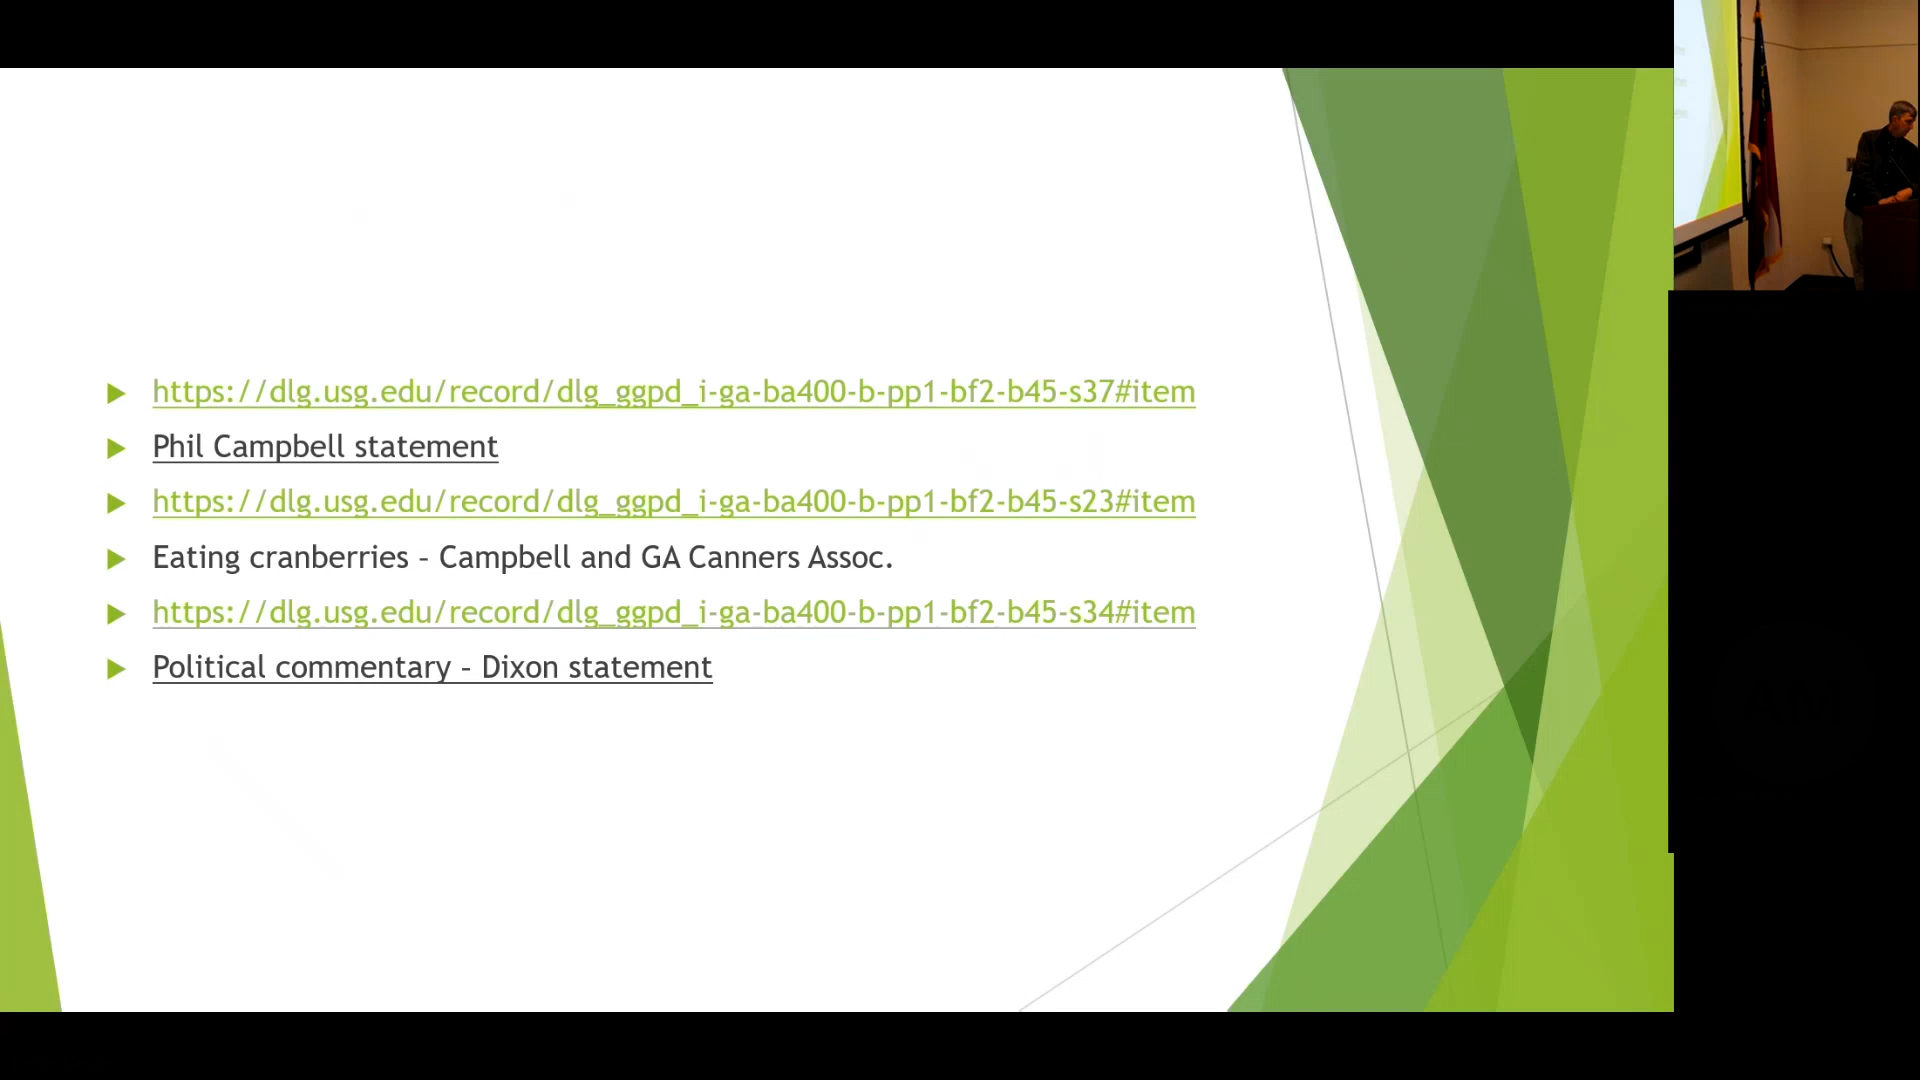 https://dlg.usg.edu/record/dlg_ggpd_i-ga-ba400-b-pp1-bf2-b45-s37#item
Phil Campbell statement
https://dlg.usg.edu/record/dlg_ggpd_i-ga-ba400-b-pp1-bf2-b45-s23#item
Eating cranberries - Campbell and GA Canners Assoc.
https://dlg.usg.edu/record/dlg_ggpd_i-ga-ba400-b-pp1-bf2-b45-s34#item
Political commentary - Dixon statement